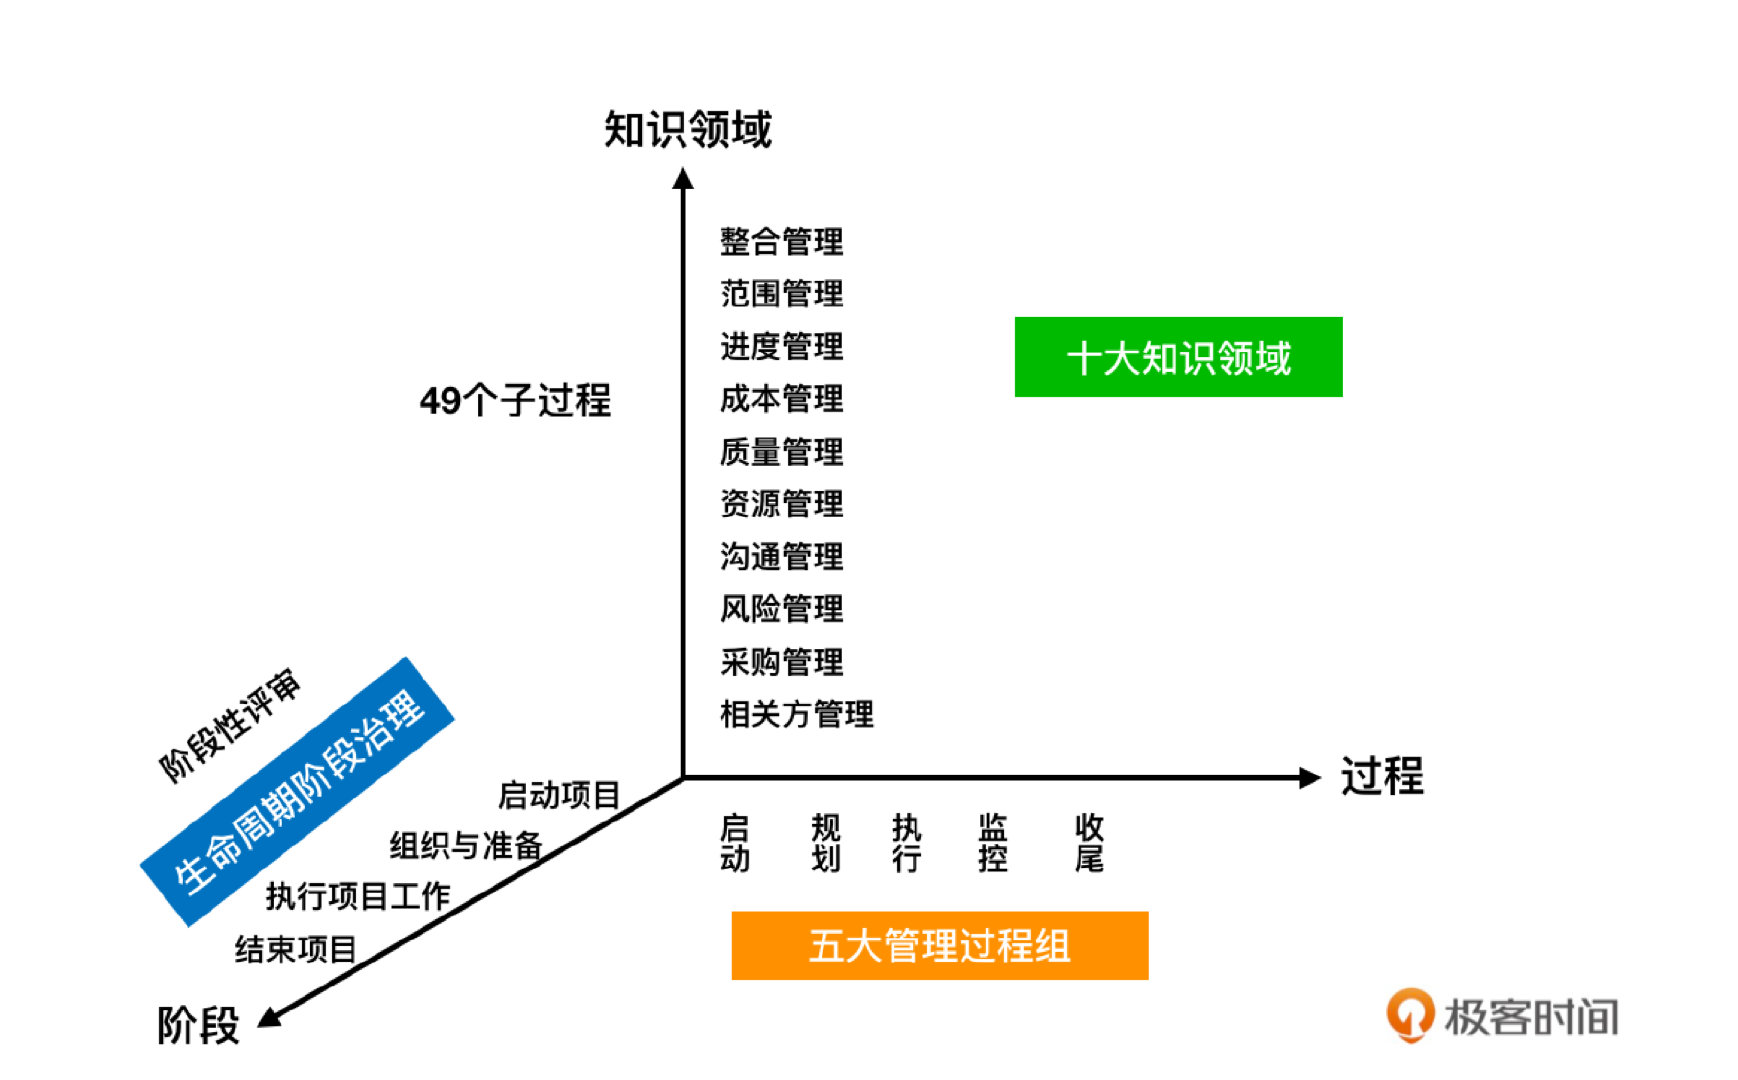 知识领域
整合管理
范围管理
进度管理
成本管理
质量管理
资源管理
沟通管理
风险管理
采购管理
相关方管理
十大知识领域
49个子过程
阶段性评审
生命周期阶段治理
启动项目
组织与准备
执行项目工作
结束项目
阶段
过程
启动
规划
执行
监控
收尾
五大管理过程组
极客时间